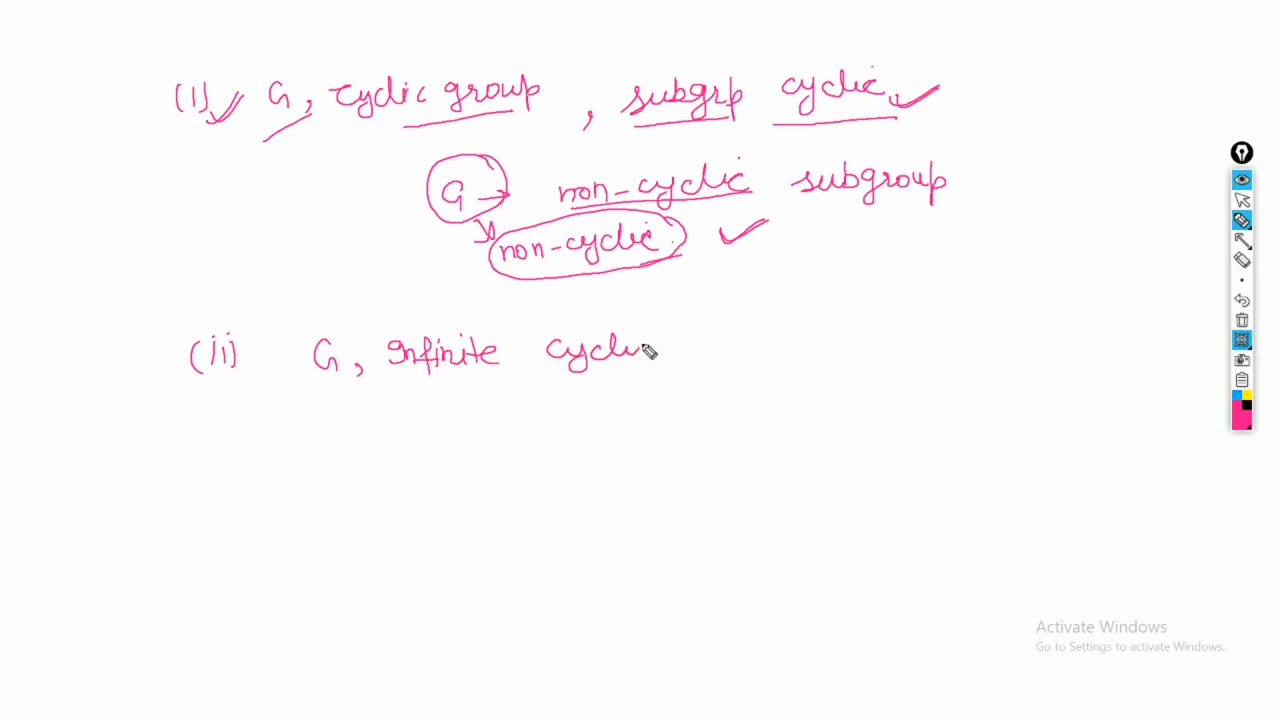 (i) G, cyclic group, subgrp cyclic
G → non-cyclic subgroup
non-cyclic
(ii) G, Infinite cyclic
Activate Windows
Go to Settings to activate Windows.